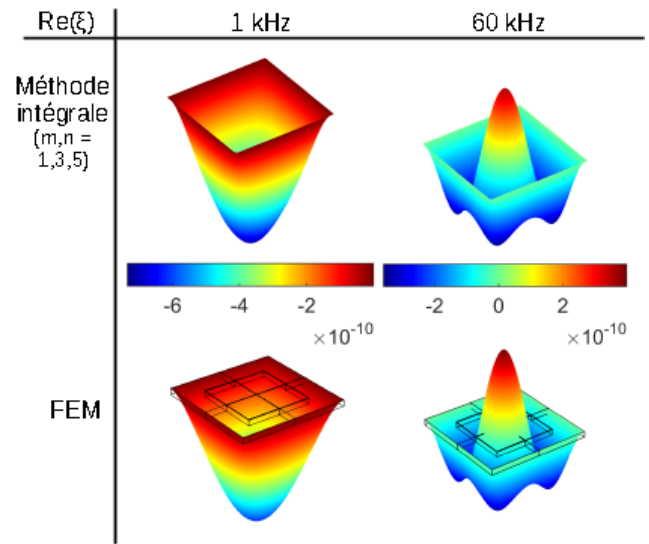 Re(ξ) 1 kHz 60 kHz
Méthode
intégrale
(m,n =
1,3,5)
-6 -4 -2 -2 0 2
×10-10 ×10-10
FEM